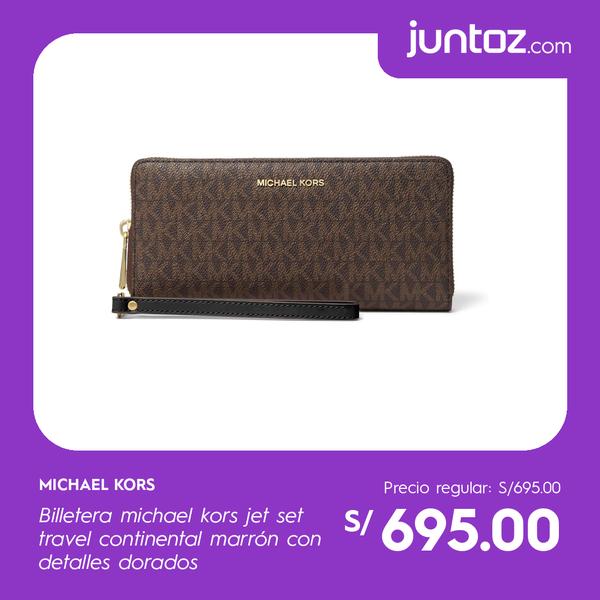 juntoz.com
MICHAEL KORS
MICHAEL KORS
Billetera michael kors jet set
travel continental marrón con
detalles dorados
Precio regular: S/695.00
S/ 695.00